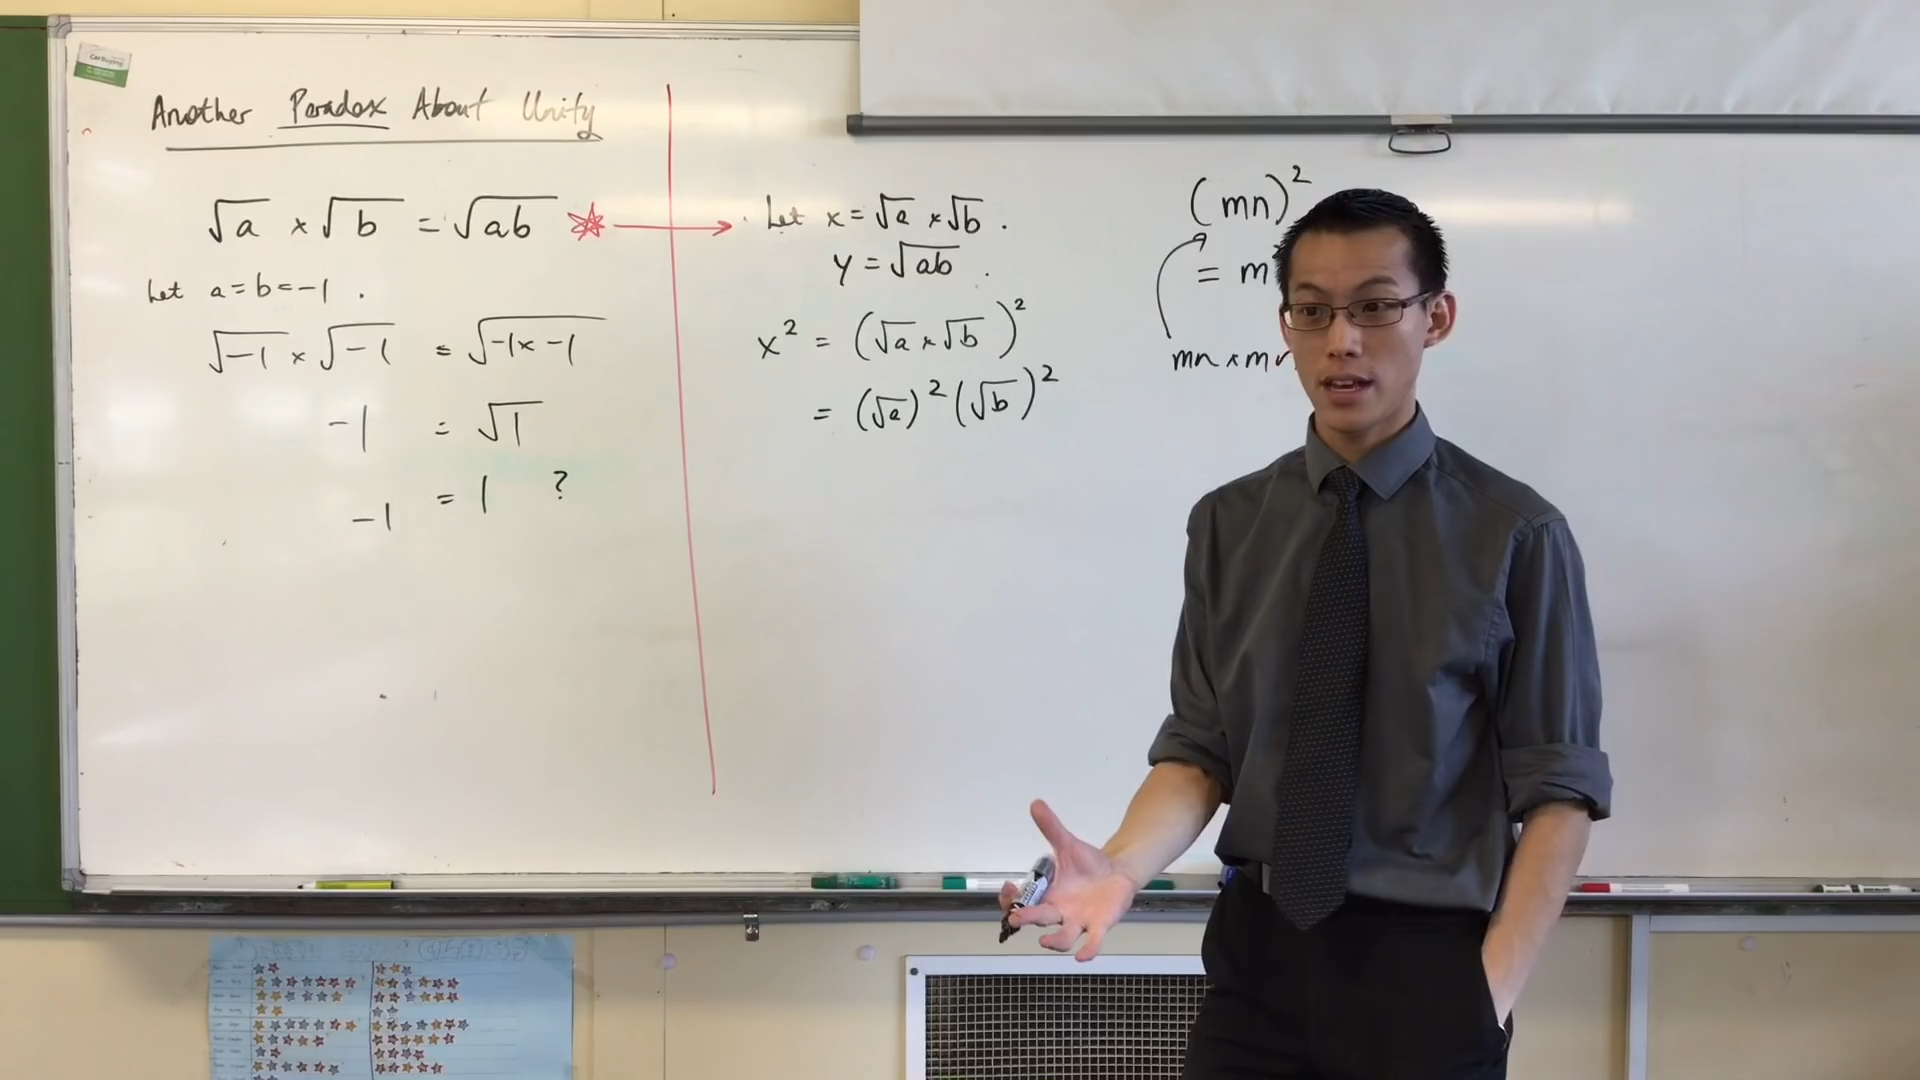 Another Paradox About Unity
√a × √b = √ab
Let a = b = -1 .
√-1 × √-1 = √-1 × -1
-1 = √1
-1 = 1 ?
Let x = √a × √b .
y = √ab .
x² = (√a × √b)²
= (√a)² (√b)²
(mn)²
= m
mn × m